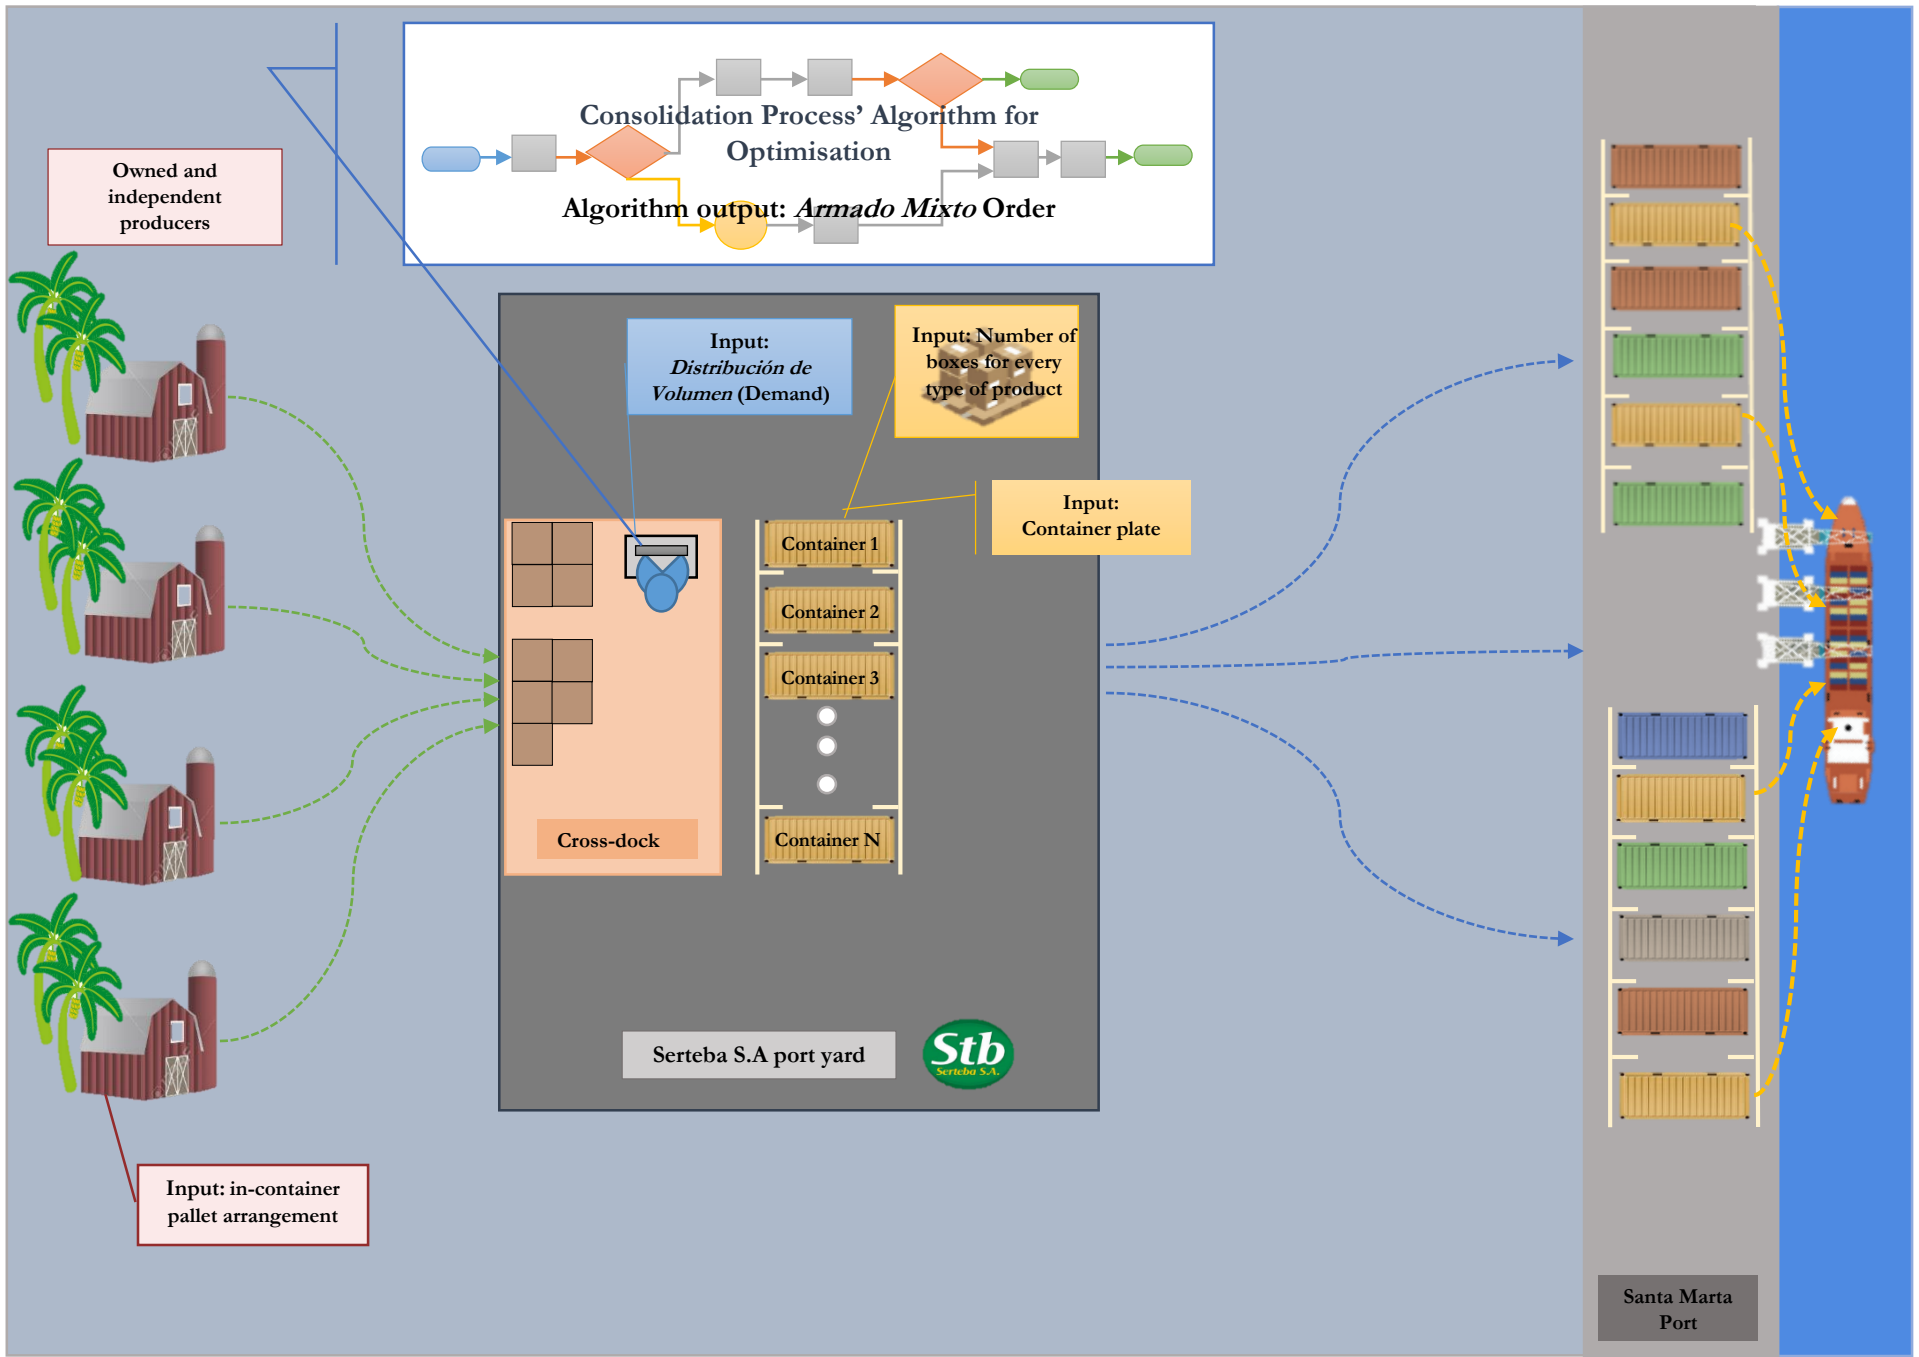 Consolidation Process’ Algorithm for
Optimisation
Algorithm output: Armado Mixto Order
Owned and
independent
producers
Input:
Distribución de
Volumen (Demand)
Input: Number of
boxes for every
type of product
Input:
Container plate
Container 1
Container 2
Container 3
Container N
Cross-dock
Serteba S.A port yard
Stb
Serteba S.A.
Input: in-container
pallet arrangement
Santa Marta
Port